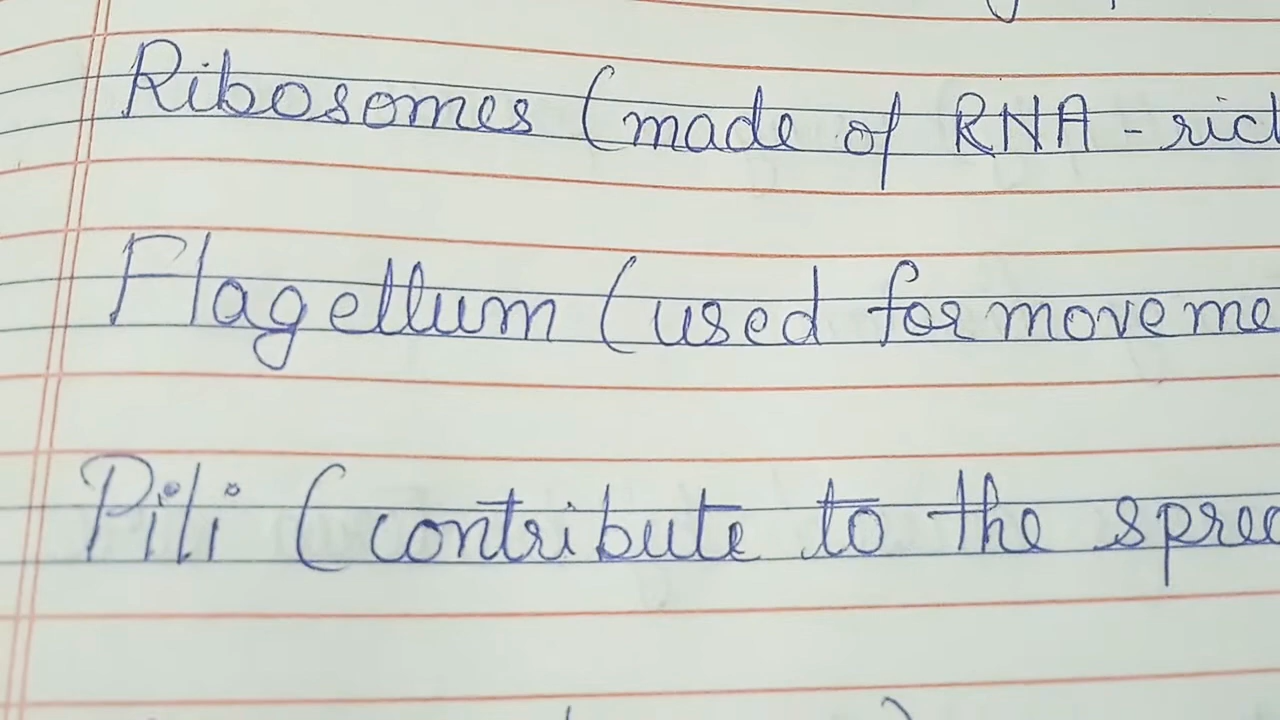 Ribosomes (made of RNA-rich
Flagellum (used for moveme
Pili (contribute to the sprea